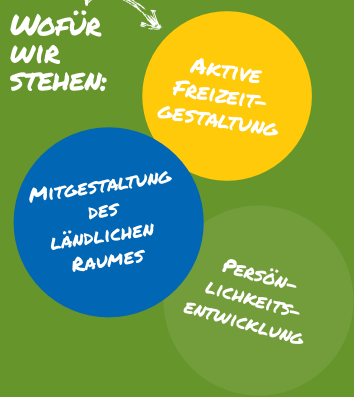 Wofür
wir
stehen:
Aktive
Freizeit-
gestaltung
Mitgestaltung
des
ländlichen
Raumes
Persön-
lichkeits-
entwicklung